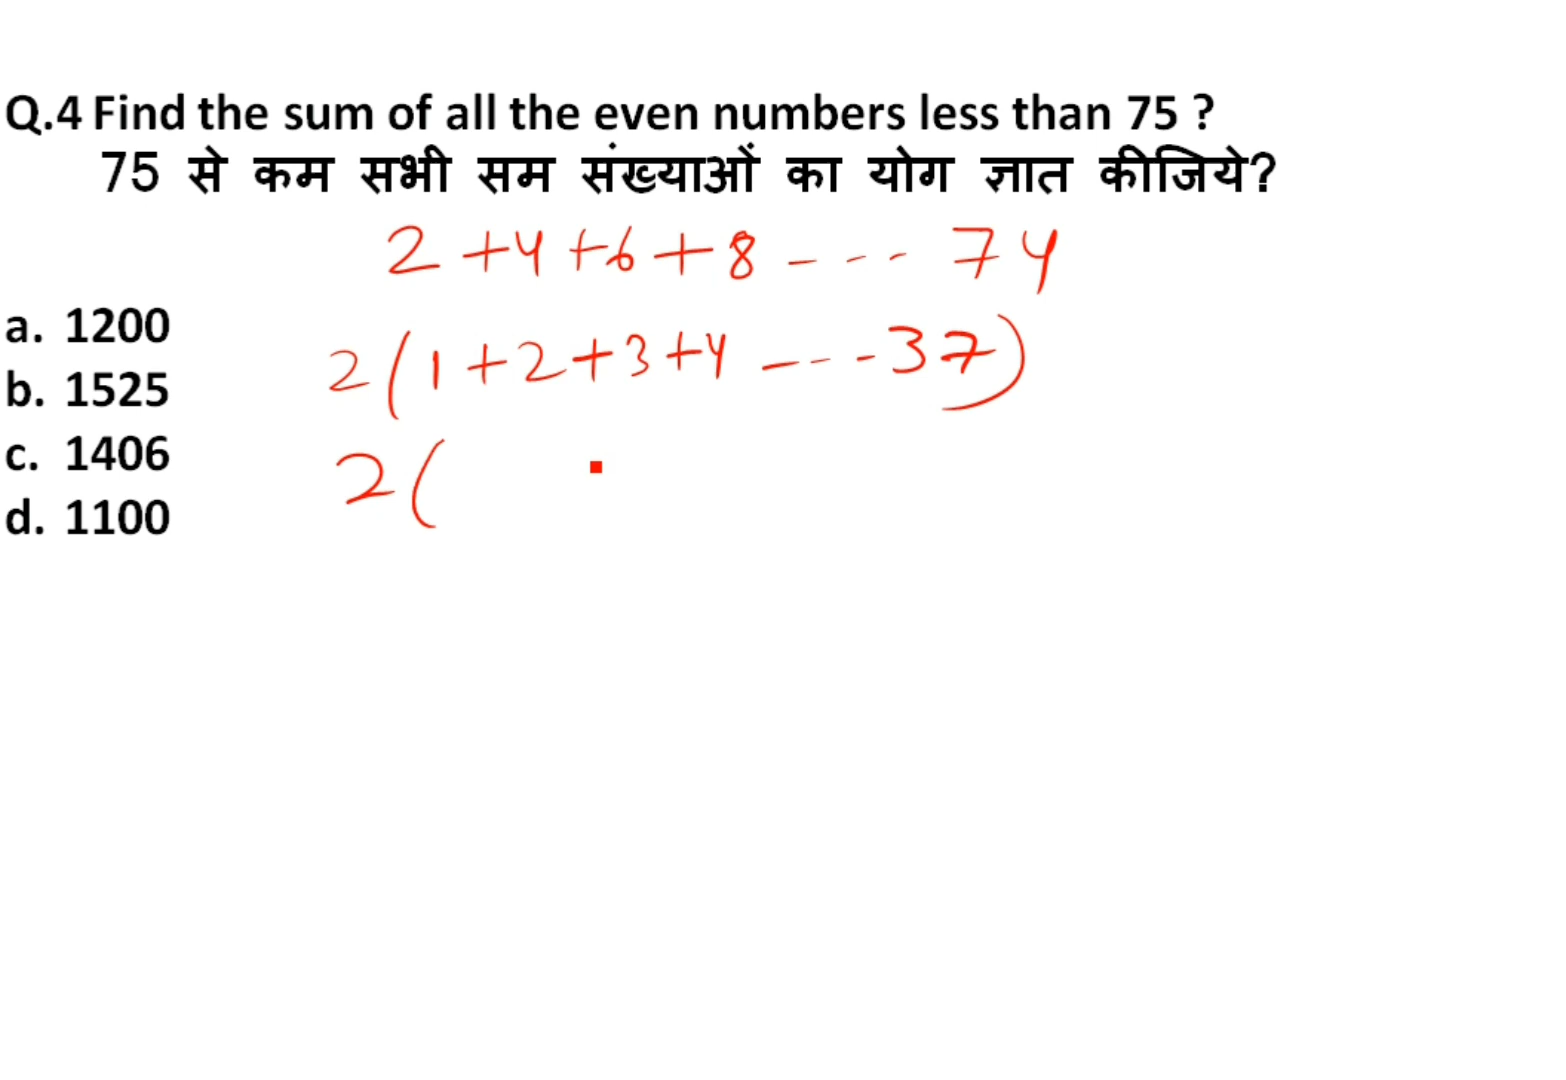 Q.4 Find the sum of all the even numbers less than 75 ?
75 से कम सभी सम संख्याओं का योग ज्ञात कीजिये?
2 + 4 + 6 + 8 - - - - 74
a. 1200
2 ( 1 + 2 + 3 + 4 - - - - 37 )
b. 1525
c. 1406
2 (
d. 1100